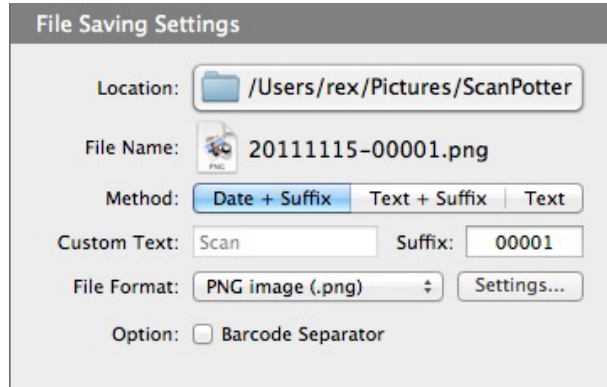 File Saving Settings
Location: /Users/rex/Pictures/ScanPotter
File Name: PNG 20111115-00001.png
Method: Date + Suffix Text + Suffix Text
Custom Text: Scan Suffix: 00001
File Format: PNG image (.png) Settings...
Option: Barcode Separator